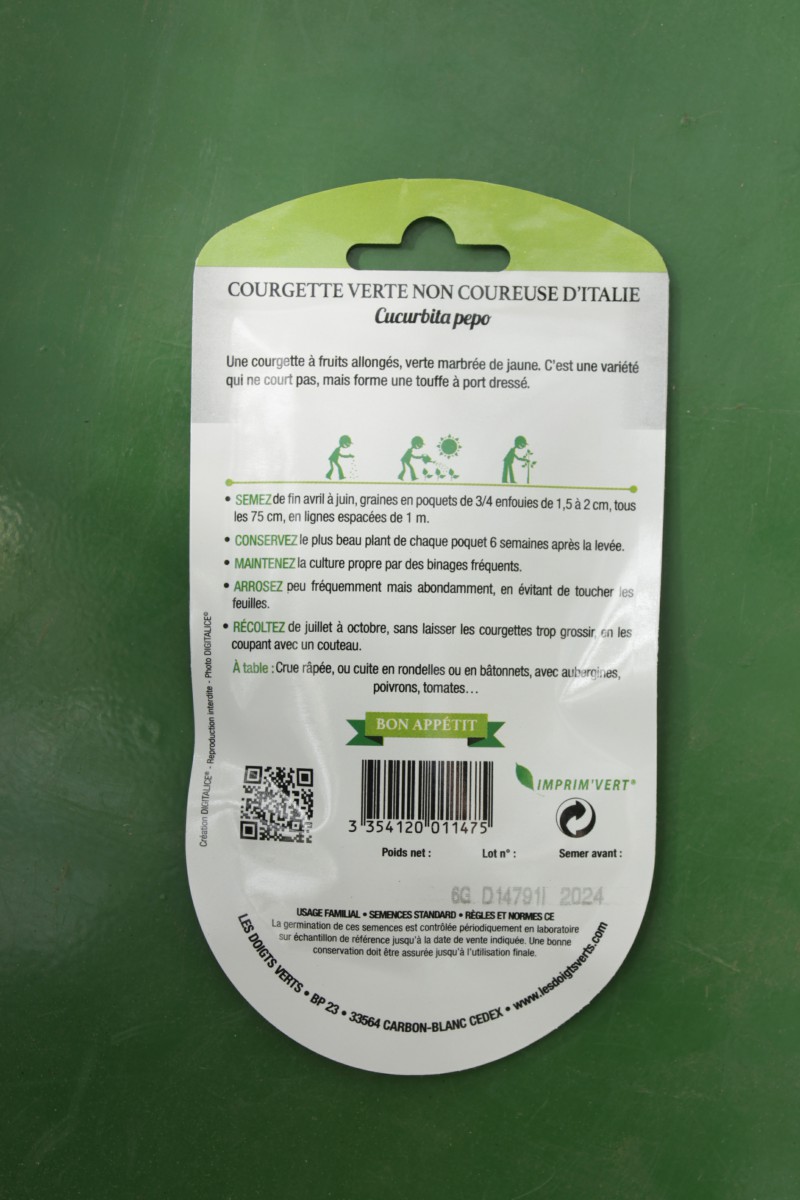 COURGETTE VERTE NON COUREUSE D'ITALIE
Cucurbita pepo
Une courgette à fruits allongés, verte marbrée de jaune. C'est une variété
qui ne court pas, mais forme une touffe à port dressé.
• SEMEZ de fin avril à juin, graines en poquets de 3/4 enfouies de 1,5 à 2 cm, tous
les 75 cm, en lignes espacées de 1 m.
• CONSERVEZ le plus beau plant de chaque poquet 6 semaines après la levée.
• MAINTENEZ la culture propre par des binages fréquents.
• ARROSEZ peu fréquemment mais abondamment, en évitant de toucher les
feuilles.
• RÉCOLTEZ de juillet à octobre, sans laisser les courgettes trop grossir, en les
coupant avec un couteau.
À table : Crue râpée, ou cuite en rondelles ou en bâtonnets, avec aubergines,
poivrons, tomates...
BON APPÉTIT
Création DIGITALICE® - Reproduction interdite - Photo DIGITALICE®
IMPRIM'VERT®
3 354120 011475
Poids net : Lot n° : Semer avant :
6G D14791I 2024
USAGE FAMILIAL • SEMENCES STANDARD • RÈGLES ET NORMES CE
La germination de ces semences est contrôlée périodiquement en laboratoire
sur échantillon de référence jusqu'à la date de vente indiquée. Une bonne
conservation doit être assurée jusqu'à l'utilisation finale.
LES DOIGTS VERTS • BP 23 • 33564 CARBON-BLANC CEDEX • www.lesdoigtsverts.com